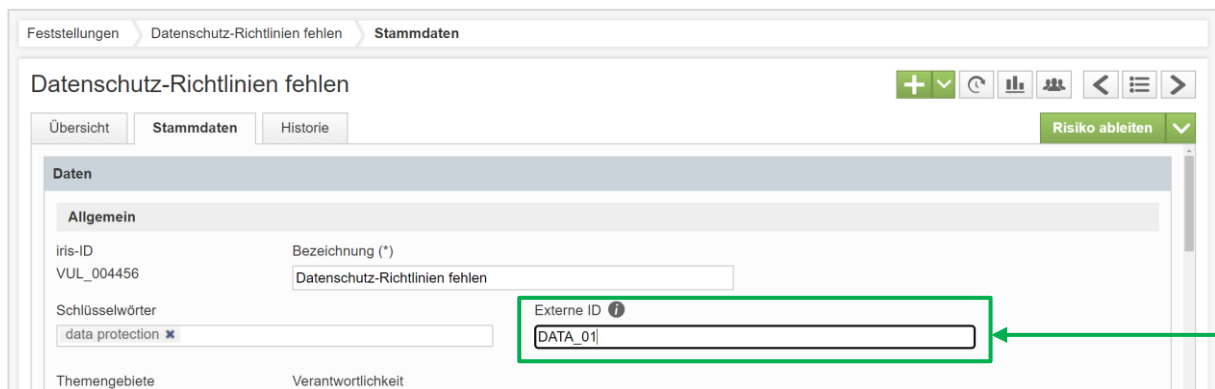 Feststellungen Datenschutz-Richtlinien fehlen Stammdaten
Datenschutz-Richtlinien fehlen
Übersicht Stammdaten Historie Risiko ableiten
Daten
Allgemein
iris-ID Bezeichnung (*)
VUL_004456 Datenschutz-Richtlinien fehlen
Schlüsselwörter Externe ID
data protection DATA_01
Themengebiete Verantwortlichkeit